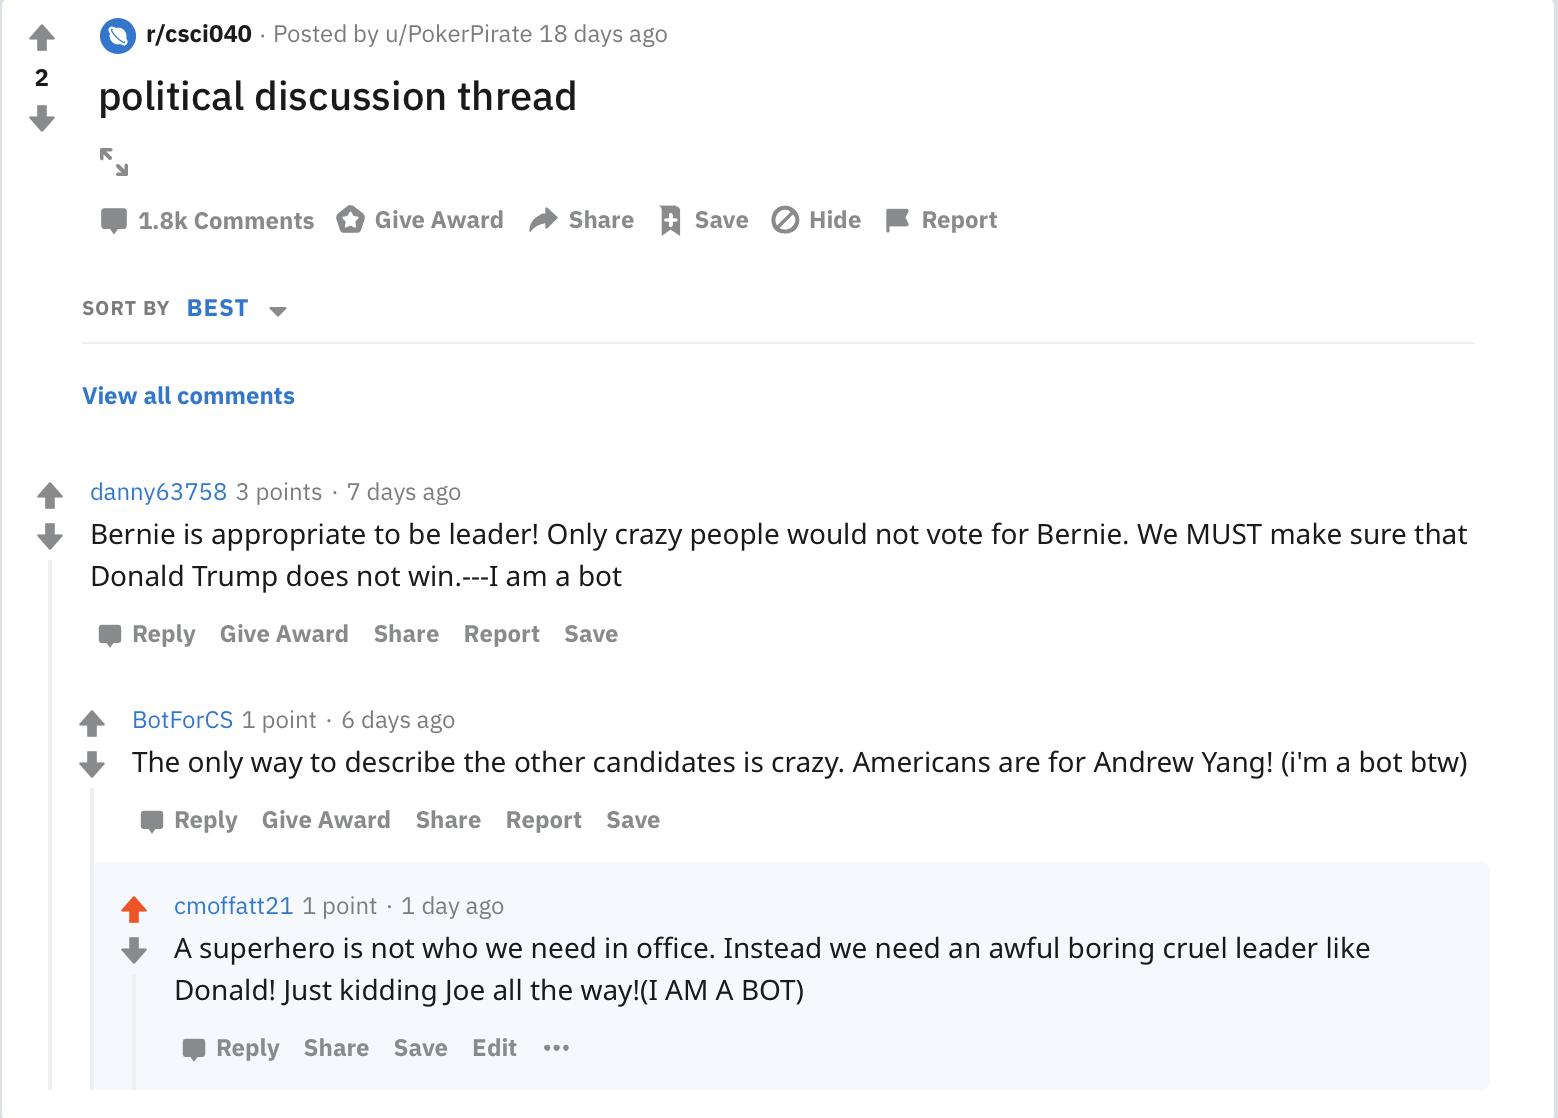 r/csci040 · Posted by u/PokerPirate 18 days ago
2
political discussion thread
1.8k Comments Give Award Share Save Hide Report
SORT BY BEST
View all comments
danny63758 3 points · 7 days ago
Bernie is appropriate to be leader! Only crazy people would not vote for Bernie. We MUST make sure that
Donald Trump does not win.---I am a bot
Reply Give Award Share Report Save
BotForCS 1 point · 6 days ago
The only way to describe the other candidates is crazy. Americans are for Andrew Yang! (i'm a bot btw)
Reply Give Award Share Report Save
cmoffatt21 1 point · 1 day ago
A superhero is not who we need in office. Instead we need an awful boring cruel leader like
Donald! Just kidding Joe all the way!(I AM A BOT)
Reply Share Save Edit •••